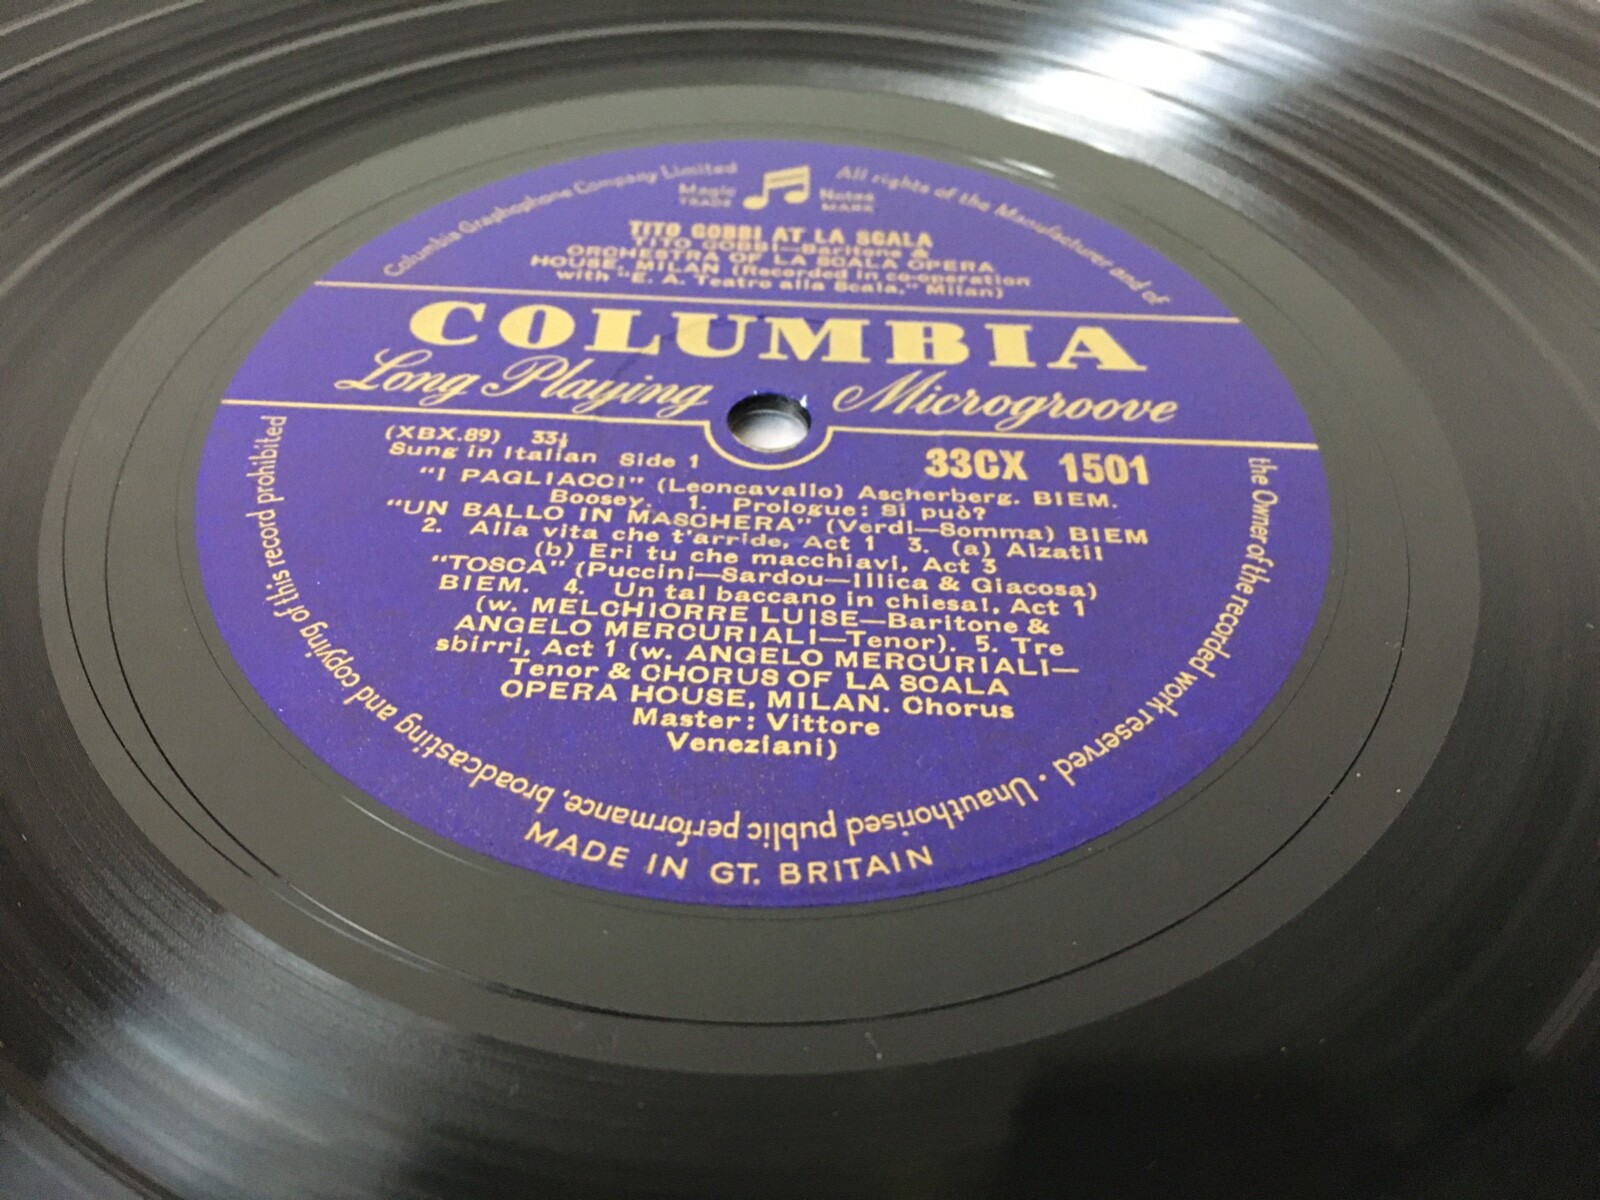 Columbia Graphophone Company Limited
All rights of the Manufacturer and of
the Owner of the recorded work reserved · Unauthorised public performance, broadcasting and copying of this record prohibited
Magic Notes
TRADE MARK
TITO GOBBI AT LA SCALA
TITO GOBBI—Baritone &
ORCHESTRA OF LA SCALA OPERA
HOUSE, MILAN (Recorded in co-operation
with "E. A. Teatro alla Scala," Milan)
COLUMBIA
Long Playing Microgroove
(XBX.89) 33⅓
Sung in Italian Side 1
33CX 1501
"I PAGLIACCI" (Leoncavallo) Ascherberg. BIEM.
Boosey. 1. Prologue: Si può?
"UN BALLO IN MASCHERA" (Verdi—Somma) BIEM
2. Alla vita che t'arride, Act 1 3. (a) Alzati!
(b) Eri tu che macchiavi, Act 3
"TOSCA" (Puccini—Sardou—Illica & Giacosa)
BIEM. 4. Un tal baccano in chiesa!, Act 1
(w. MELCHIORRE LUISE—Baritone &
ANGELO MERCURIALI—Tenor). 5. Tre
sbirri, Act 1 (w. ANGELO MERCURIALI—
Tenor & CHORUS OF LA SCALA
OPERA HOUSE, MILAN. Chorus
Master: Vittore
Veneziani)
MADE IN GT. BRITAIN